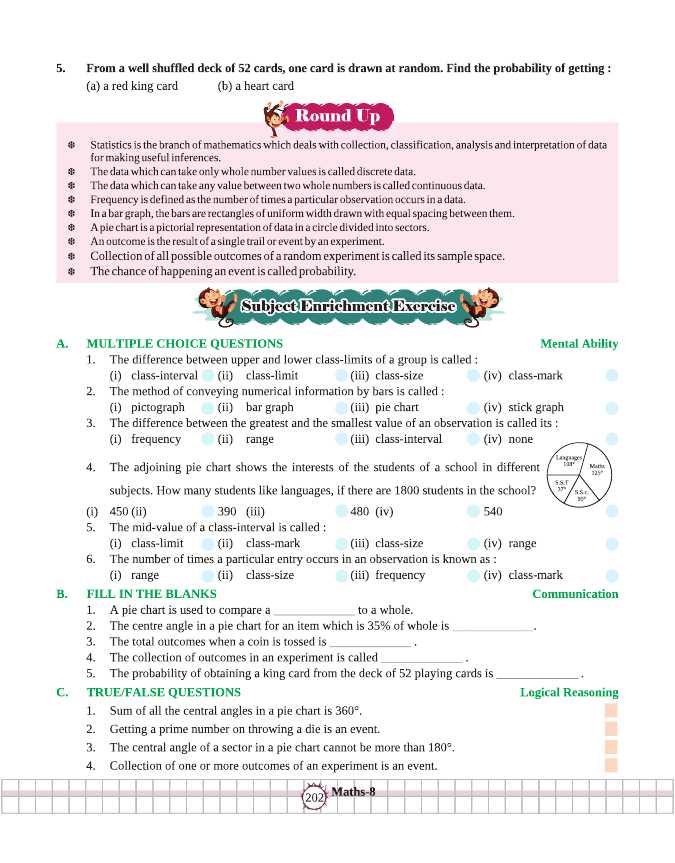 5. From a well shuffled deck of 52 cards, one card is drawn at random. Find the probability of getting :
(a) a red king card (b) a heart card
Round Up
❆ Statistics is the branch of mathematics which deals with collection, classification, analysis and interpretation of data
for making useful inferences.
❆ The data which can take only whole number values is called discrete data.
❆ The data which can take any value between two whole numbers is called continuous data.
❆ Frequency is defined as the number of times a particular observation occurs in a data.
❆ In a bar graph, the bars are rectangles of uniform width drawn with equal spacing between them.
❆ A pie chart is a pictorial representation of data in a circle divided into sectors.
❆ An outcome is the result of a single trail or event by an experiment.
❆ Collection of all possible outcomes of a random experiment is called its sample space.
❆ The chance of happening an event is called probability.
Subject Enrichment Exercise
A. MULTIPLE CHOICE QUESTIONS Mental Ability
1. The difference between upper and lower class-limits of a group is called :
(i) class-interval (ii) class-limit (iii) class-size (iv) class-mark
2. The method of conveying numerical information by bars is called :
(i) pictograph (ii) bar graph (iii) pie chart (iv) stick graph
3. The difference between the greatest and the smallest value of an observation is called its :
(i) frequency (ii) range (iii) class-interval (iv) none
4. The adjoining pie chart shows the interests of the students of a school in different
subjects. How many students like languages, if there are 1800 students in the school?
Languages
108°
Maths
125°
S.S.T
37°
S.S.c.
90°
(i) 450 (ii) 390 (iii) 480 (iv) 540
5. The mid-value of a class-interval is called :
(i) class-limit (ii) class-mark (iii) class-size (iv) range
6. The number of times a particular entry occurs in an observation is known as :
(i) range (ii) class-size (iii) frequency (iv) class-mark
B. FILL IN THE BLANKS Communication
1. A pie chart is used to compare a _____________ to a whole.
2. The centre angle in a pie chart for an item which is 35% of whole is _____________.
3. The total outcomes when a coin is tossed is _____________ .
4. The collection of outcomes in an experiment is called _____________ .
5. The probability of obtaining a king card from the deck of 52 playing cards is _____________ .
C. TRUE/FALSE QUESTIONS Logical Reasoning
1. Sum of all the central angles in a pie chart is 360°.
2. Getting a prime number on throwing a die is an event.
3. The central angle of a sector in a pie chart cannot be more than 180°.
4. Collection of one or more outcomes of an experiment is an event.
202 Maths-8